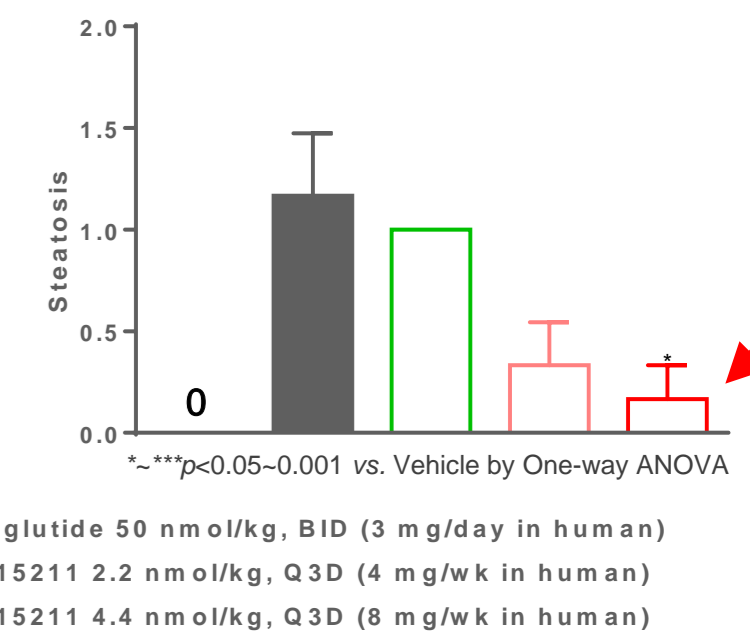 2.0
1.5
1.0
0.5
0.0
Steatosis
0
*
*~***p<0.05~0.001 vs. Vehicle by One-way ANOVA
glutide 50 nmol/kg, BID (3 mg/day in human)
15211 2.2 nmol/kg, Q3D (4 mg/wk in human)
15211 4.4 nmol/kg, Q3D (8 mg/wk in human)